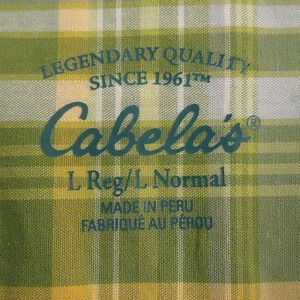 LEGENDARY QUALITY
SINCE 1961™
Cabela's®
L Reg/L Normal
MADE IN PERU
FABRIQUÉ AU PÉROU